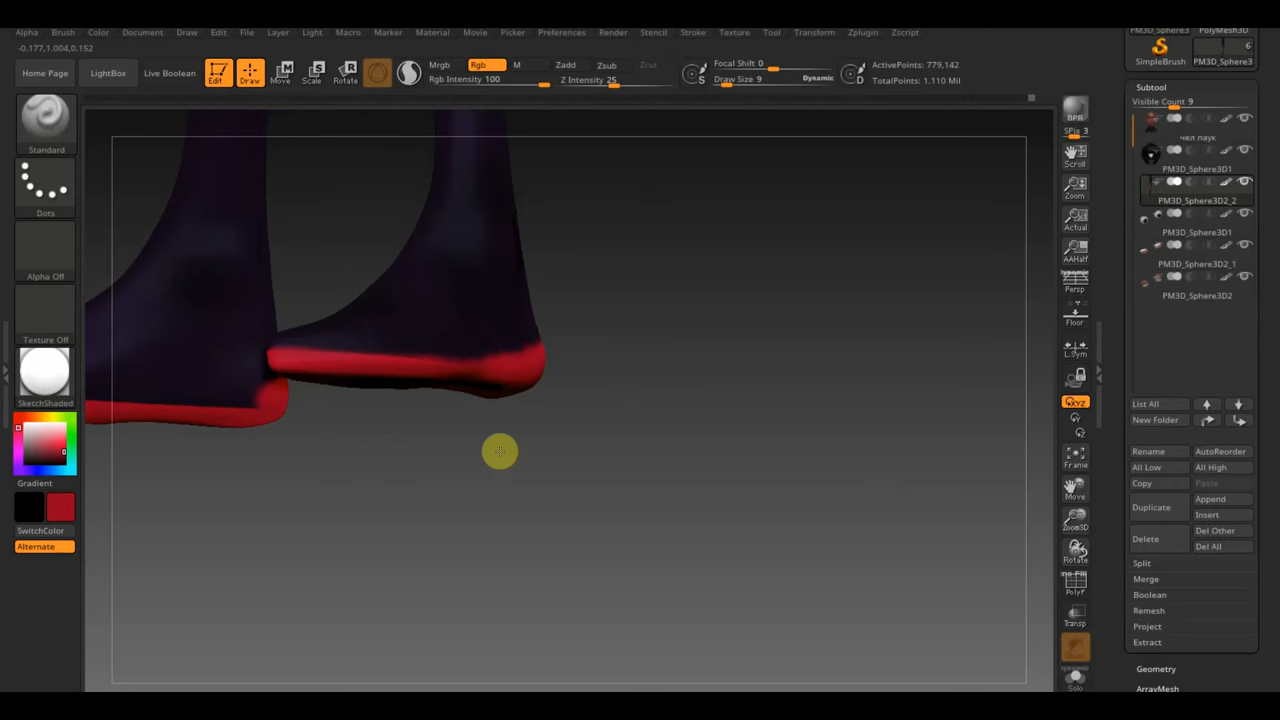 Alpha Brush Color Document Draw Edit File Layer Light Macro Marker Material Movie Picker Preferences Render Stencil Stroke Texture Tool Transform Zplugin Zscript
-0.177,1.004,0.152
Home Page LightBox Live Boolean Edit Draw Move Scale Rotate
Mrgb Rgb M Zadd Zsub Zcut
Rgb Intensity 100 Z Intensity 25
Focal Shift 0
Draw Size 9 Dynamic
ActivePoints: 779,142
TotalPoints: 1.110 Mil
PM3D_Sphere3 PolyMesh3D
6
SimpleBrush PM3D_Sphere3
Standard
Dots
Alpha Off
Texture Off
SketchShaded
Gradient
SwitchColor
Alternate
BPR
SPix 3
Scroll
Zoom
Actual
AAHalf
Persp
Floor
L.Sym
XYZ
Frame
Move
Zoom3D
Rotate
PolyF
Transp
Solo
Subtool
Visible Count 9
чел паук
PM3D_Sphere3D1
PM3D_Sphere3D2_2
PM3D_Sphere3D1
PM3D_Sphere3D2_1
PM3D_Sphere3D2
List All
New Folder
Rename AutoReorder
All Low All High
Copy Paste
Duplicate Append
Insert
Delete Del Other
Del All
Split
Merge
Boolean
Remesh
Project
Extract
Geometry
ArrayMesh